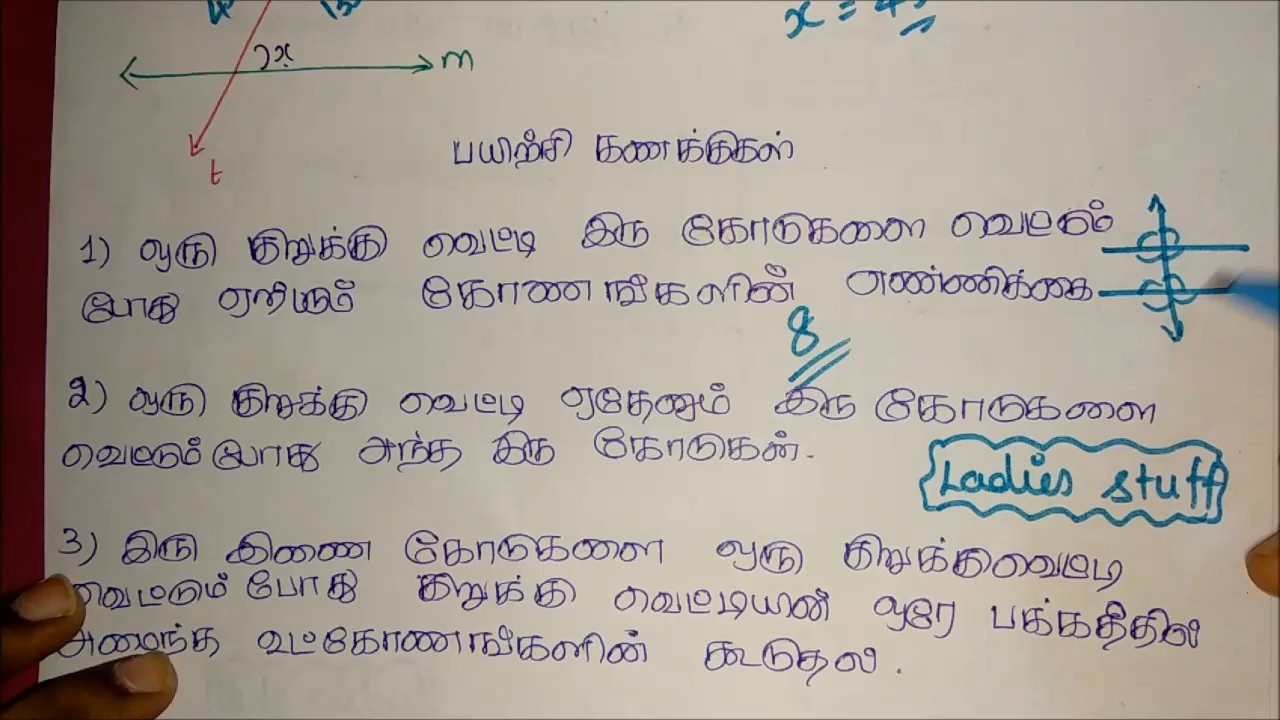 x = 4
x
m
t
பயிற்சி கணக்குகள்
1) ஒரு குறுக்கு வெட்டி இரு கோடுகளை வெட்டும்
போது ஏற்படும் கோணங்களின் எண்ணிக்கை
8
2) ஒரு குறுக்கு வெட்டி ஏதேனும் இரு கோடுகளை
வெட்டும் போது அந்த இரு கோடுகள்.
Ladies stuff
3) இரு இணை கோடுகளை ஒரு குறுக்குவெட்டி
வெட்டும் போது குறுக்கு வெட்டியின் ஒரே பக்கத்தில்
அமைந்த உட்கோணங்களின் கூடுதல் .